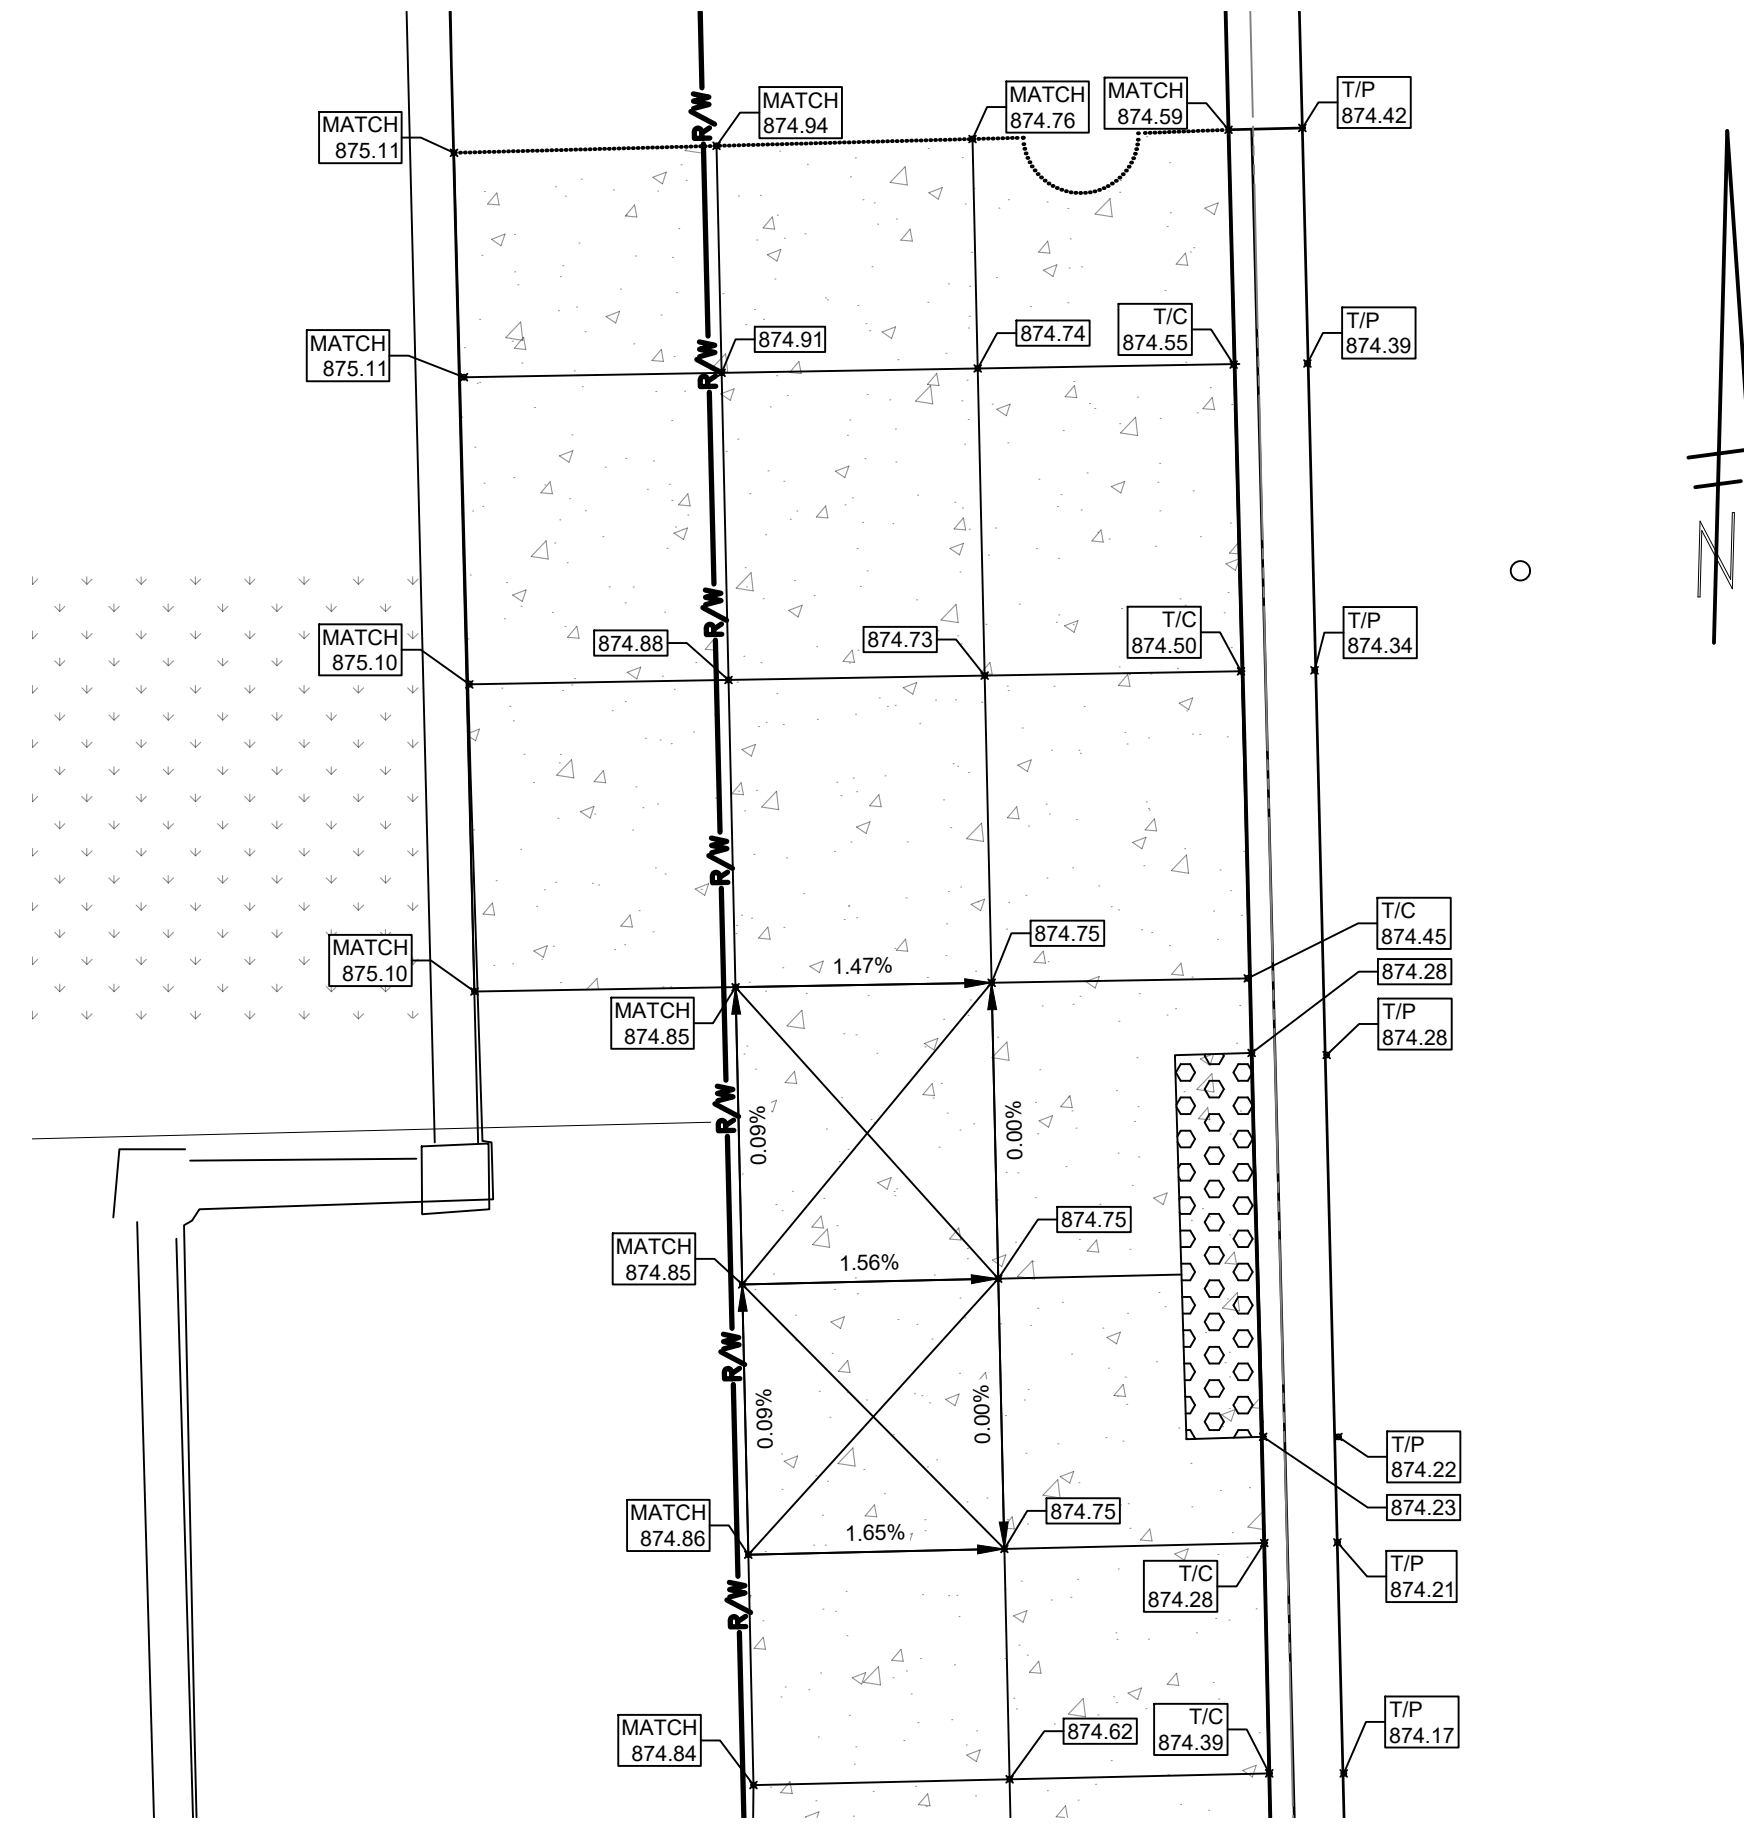 T/P
874.42
MATCH
874.59
MATCH
874.76
MATCH
874.94
MATCH
875.11
R/W
T/C
874.55
T/P
874.39
874.74
874.91
MATCH
875.11
R/W
N
R/W
T/C
874.50
T/P
874.34
874.73
874.88
MATCH
875.10
R/W
T/C
874.45
874.75
MATCH
875.10
1.47%
874.28
MATCH
874.85
T/P
874.28
R/W
0.09%
0.00%
874.75
MATCH
874.85
1.56%
R/W
0.09%
0.00%
T/P
874.22
874.23
874.75
MATCH
874.86
1.65%
T/C
874.28
T/P
874.21
R/W
T/P
874.17
T/C
874.39
874.62
MATCH
874.84